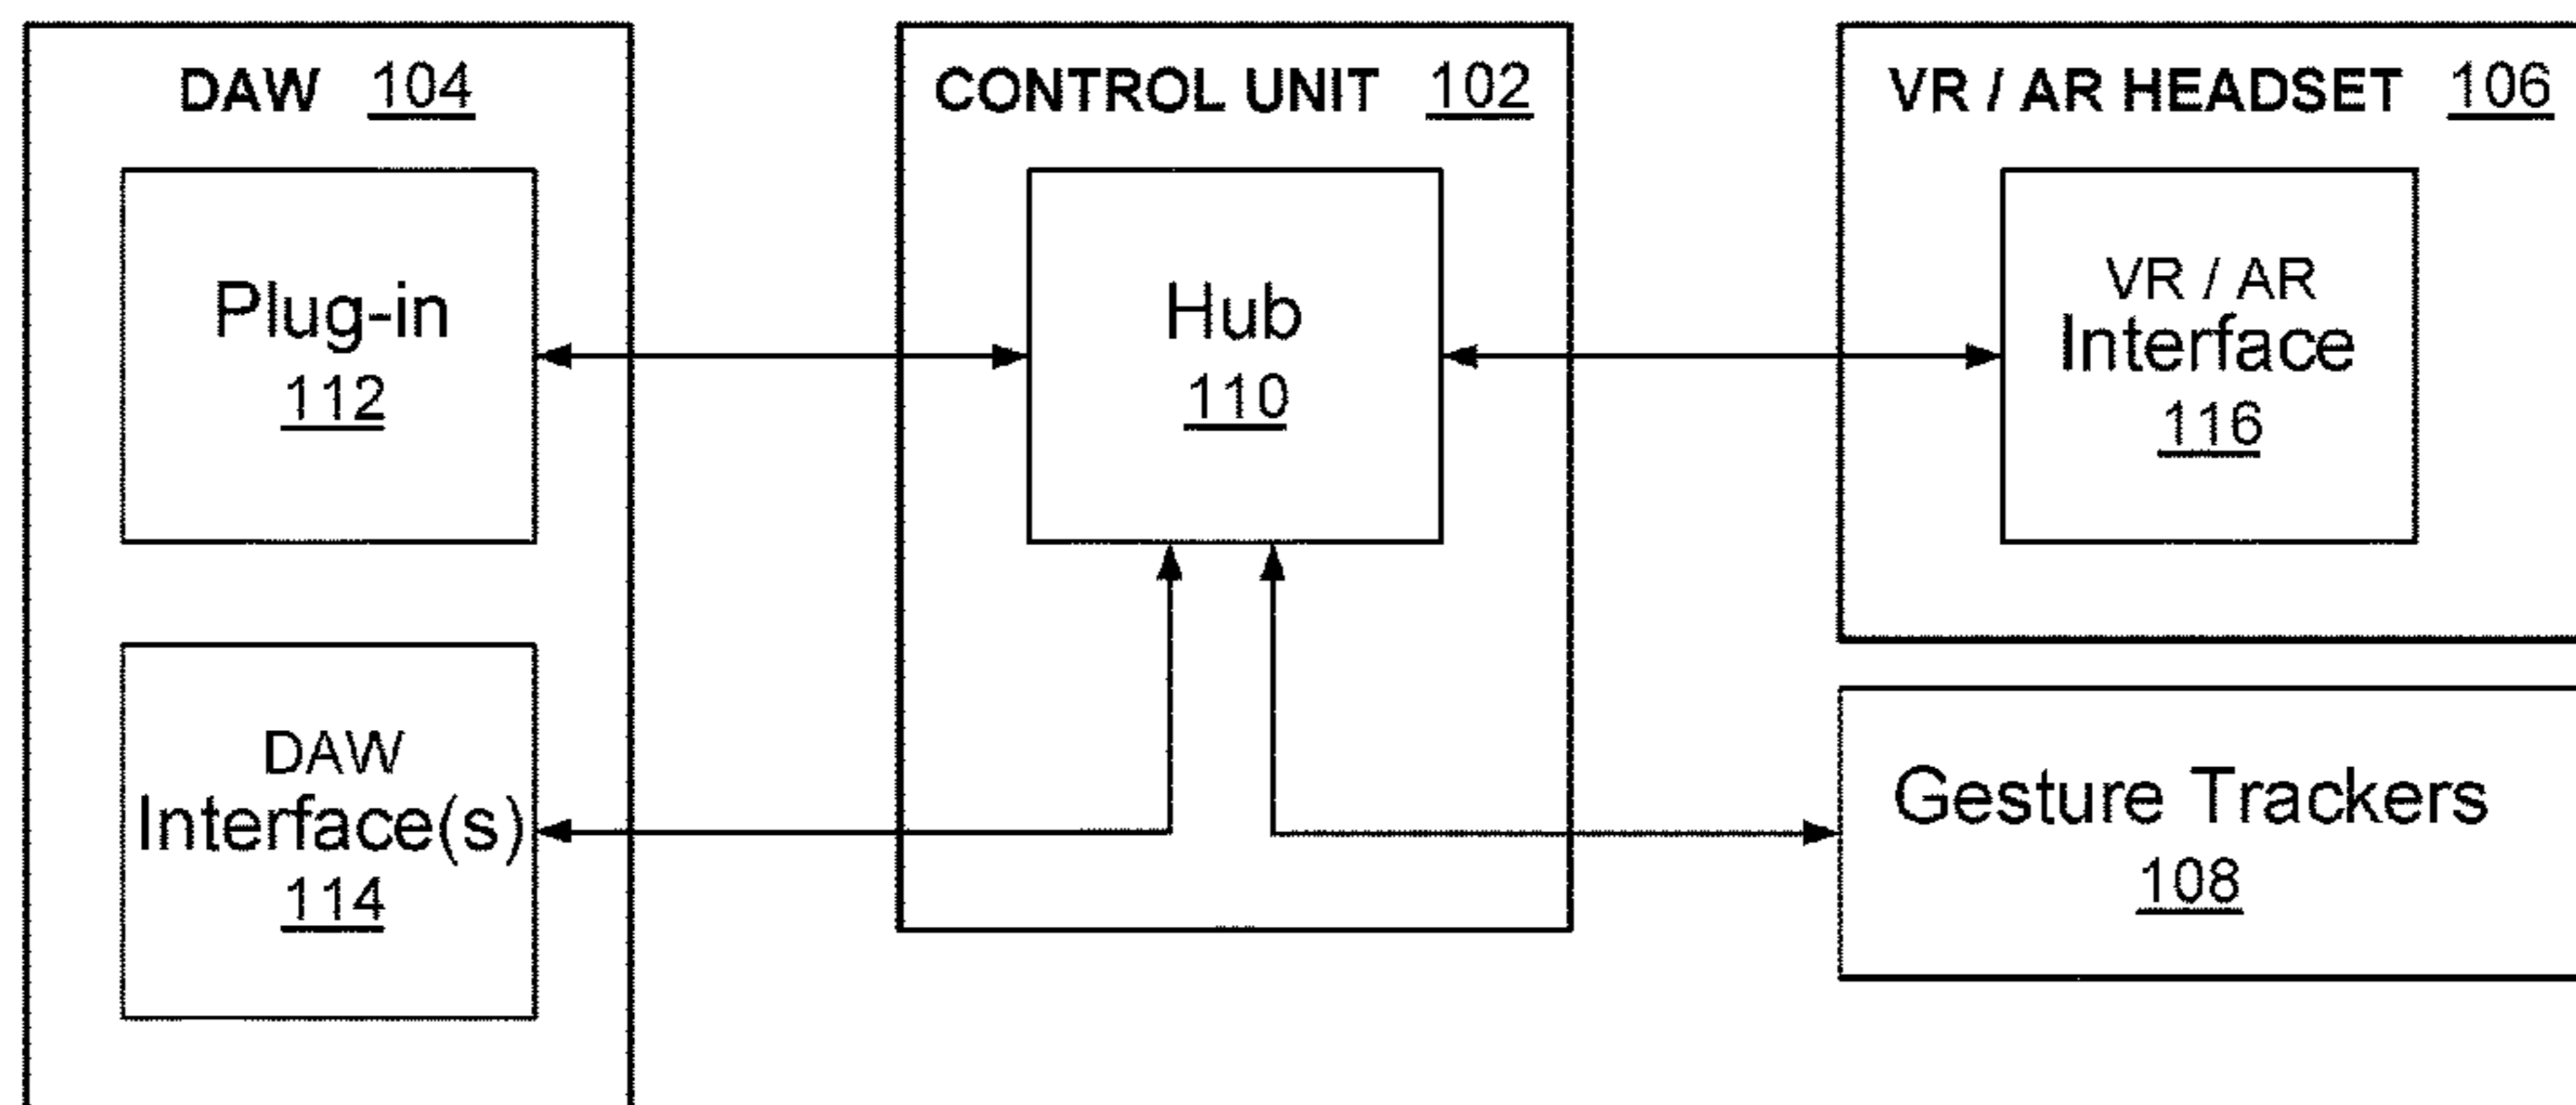 DAW 104
Plug-in
112
DAW
Interface(s)
114
CONTROL UNIT 102
Hub
110
VR / AR HEADSET 106
VR / AR
Interface
116
Gesture Trackers
108